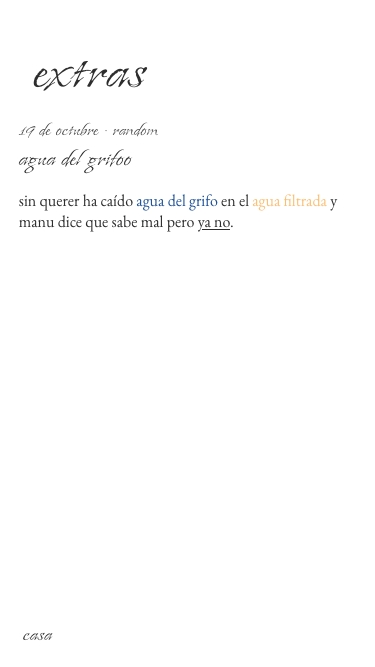 extras
19 de octubre · random
agua del grifoo
sin querer ha caído agua del grifo en el agua filtrada y
manu dice que sabe mal pero ya no.
casa